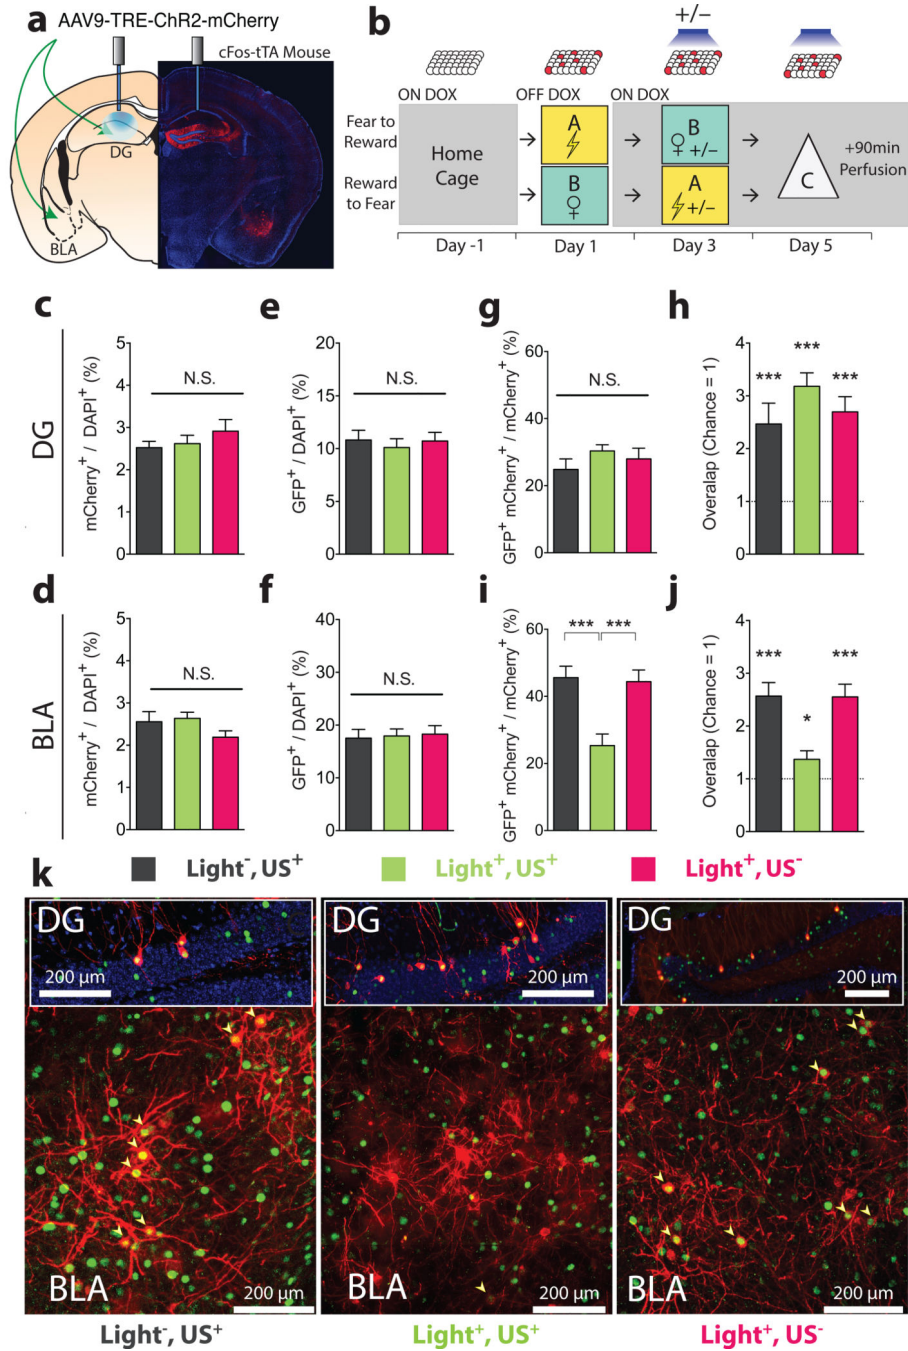 a
AAV9-TRE-ChR2-mCherry
cFos-tTA Mouse
DG
BLA
b
+/−
ON DOX
OFF DOX
ON DOX
Fear to
Reward
Reward
to Fear
Home
Cage
A
B
♀
B
♀ +/−
A
+/−
C
+90min
Perfusion
Day -1
Day 1
Day 3
Day 5
DG
c
mCherry⁺ / DAPI⁺ (%)
5
4
3
2
1
0
N.S.
e
GFP⁺ / DAPI⁺ (%)
20
15
10
5
0
N.S.
g
GFP⁺ mCherry⁺ / mCherry⁺ (%)
60
40
20
0
N.S.
h
Overalap (Chance = 1)
4
3
2
1
0
***
***
***
BLA
d
mCherry⁺ / DAPI⁺ (%)
5
4
3
2
1
0
N.S.
f
GFP⁺ / DAPI⁺ (%)
40
30
20
10
0
N.S.
i
GFP⁺ mCherry⁺ / mCherry⁺ (%)
60
40
20
0
***
***
j
Overalap (Chance = 1)
4
3
2
1
0
***
*
***
Light⁻, US⁺
Light⁺, US⁺
Light⁺, US⁻
k
DG
200 µm
BLA
200 µm
DG
200 µm
BLA
200 µm
DG
200 µm
BLA
200 µm
Light⁻, US⁺
Light⁺, US⁺
Light⁺, US⁻